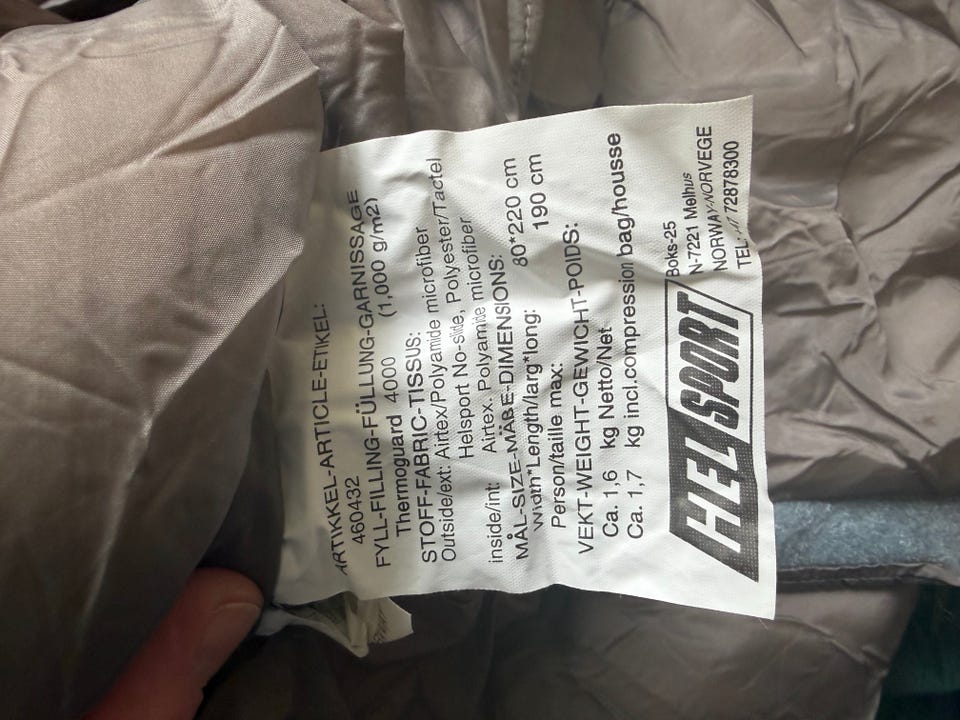 ARTIKKEL-ARTICLE-ETIKEL:
460432
FYLL-FILLING-FÜLLUNG-GARNISSAGE
Thermoguard 4000 (1,000 g/m2)
STOFF-FABRIC-TISSUS:
Outside/ext: Airtex/Polyamide microfiber
Helsport No-slide, Polyester/Tactel
inside/int: Airtex. Polyamide microfiber
MÅL-SIZE-MÄBE-DIMENSIONS:
Width*Length/larg*long: 80*220 cm
Person/taille max: 190 cm
VEKT-WEIGHT-GEWICHT-POIDS:
Ca. 1,6 kg Netto/Net
Ca. 1,7 kg incl.compression bag/housse
HELSPORT
Boks-25
N-7221 Melhus
NORWAY-NORVEGE
TEL: 72878300